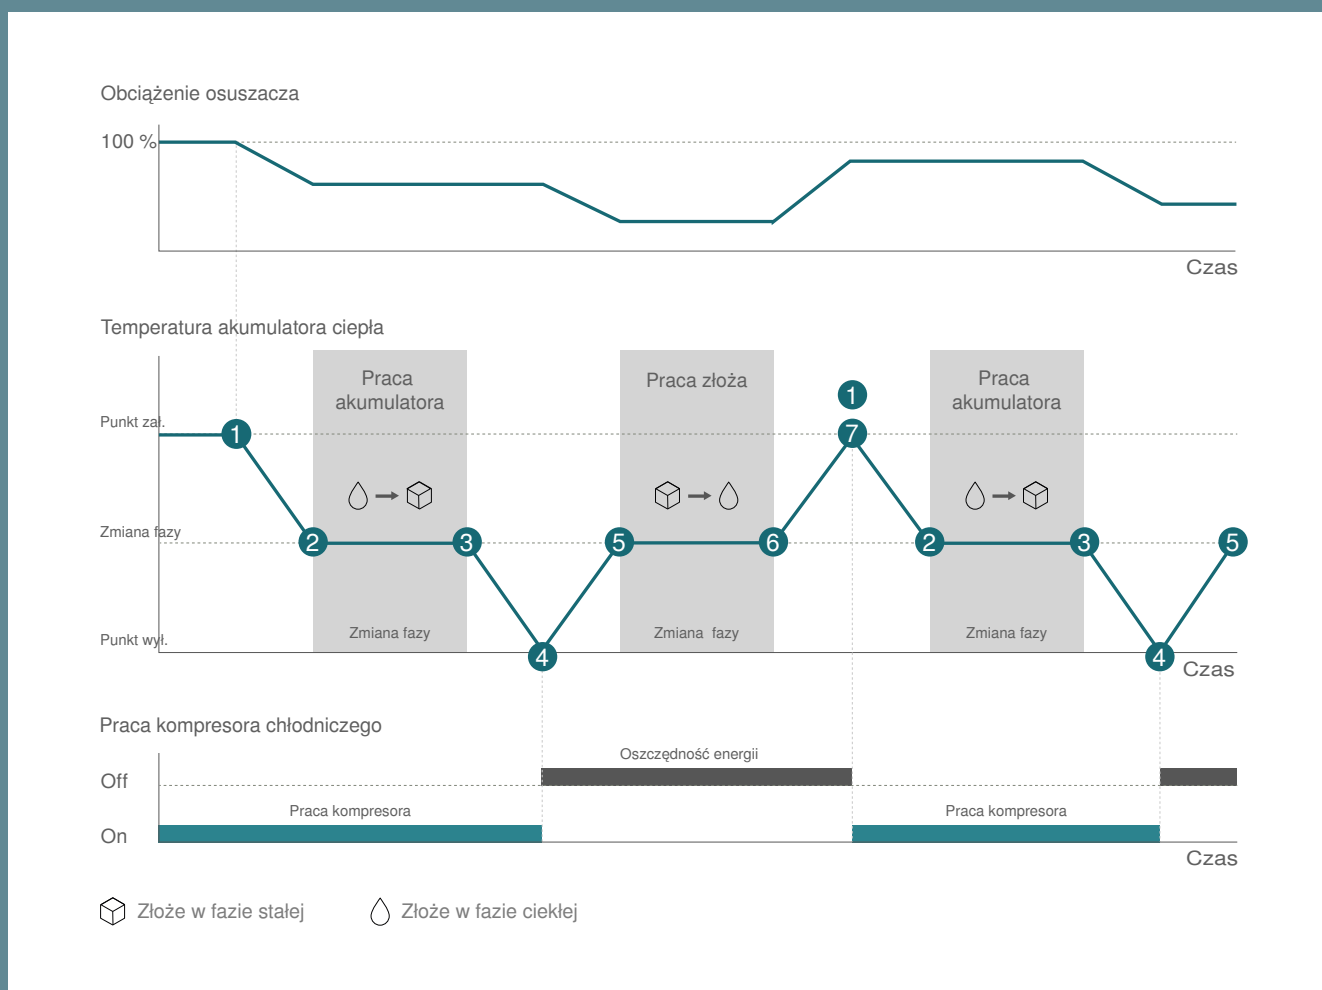 Obciążenie osuszacza
100 %
Czas
Temperatura akumulatora ciepła
Praca
akumulatora
Praca złoża
Praca
akumulatora
1
Punkt zał.
1
7
Zmiana fazy
2
3
5
6
2
3
5
Zmiana fazy
Zmiana fazy
Zmiana fazy
Punkt wył.
4
4
Czas
Praca kompresora chłodniczego
Oszczędność energii
Off
Praca kompresora
Praca kompresora
On
Czas
Złoże w fazie stałej
Złoże w fazie ciekłej